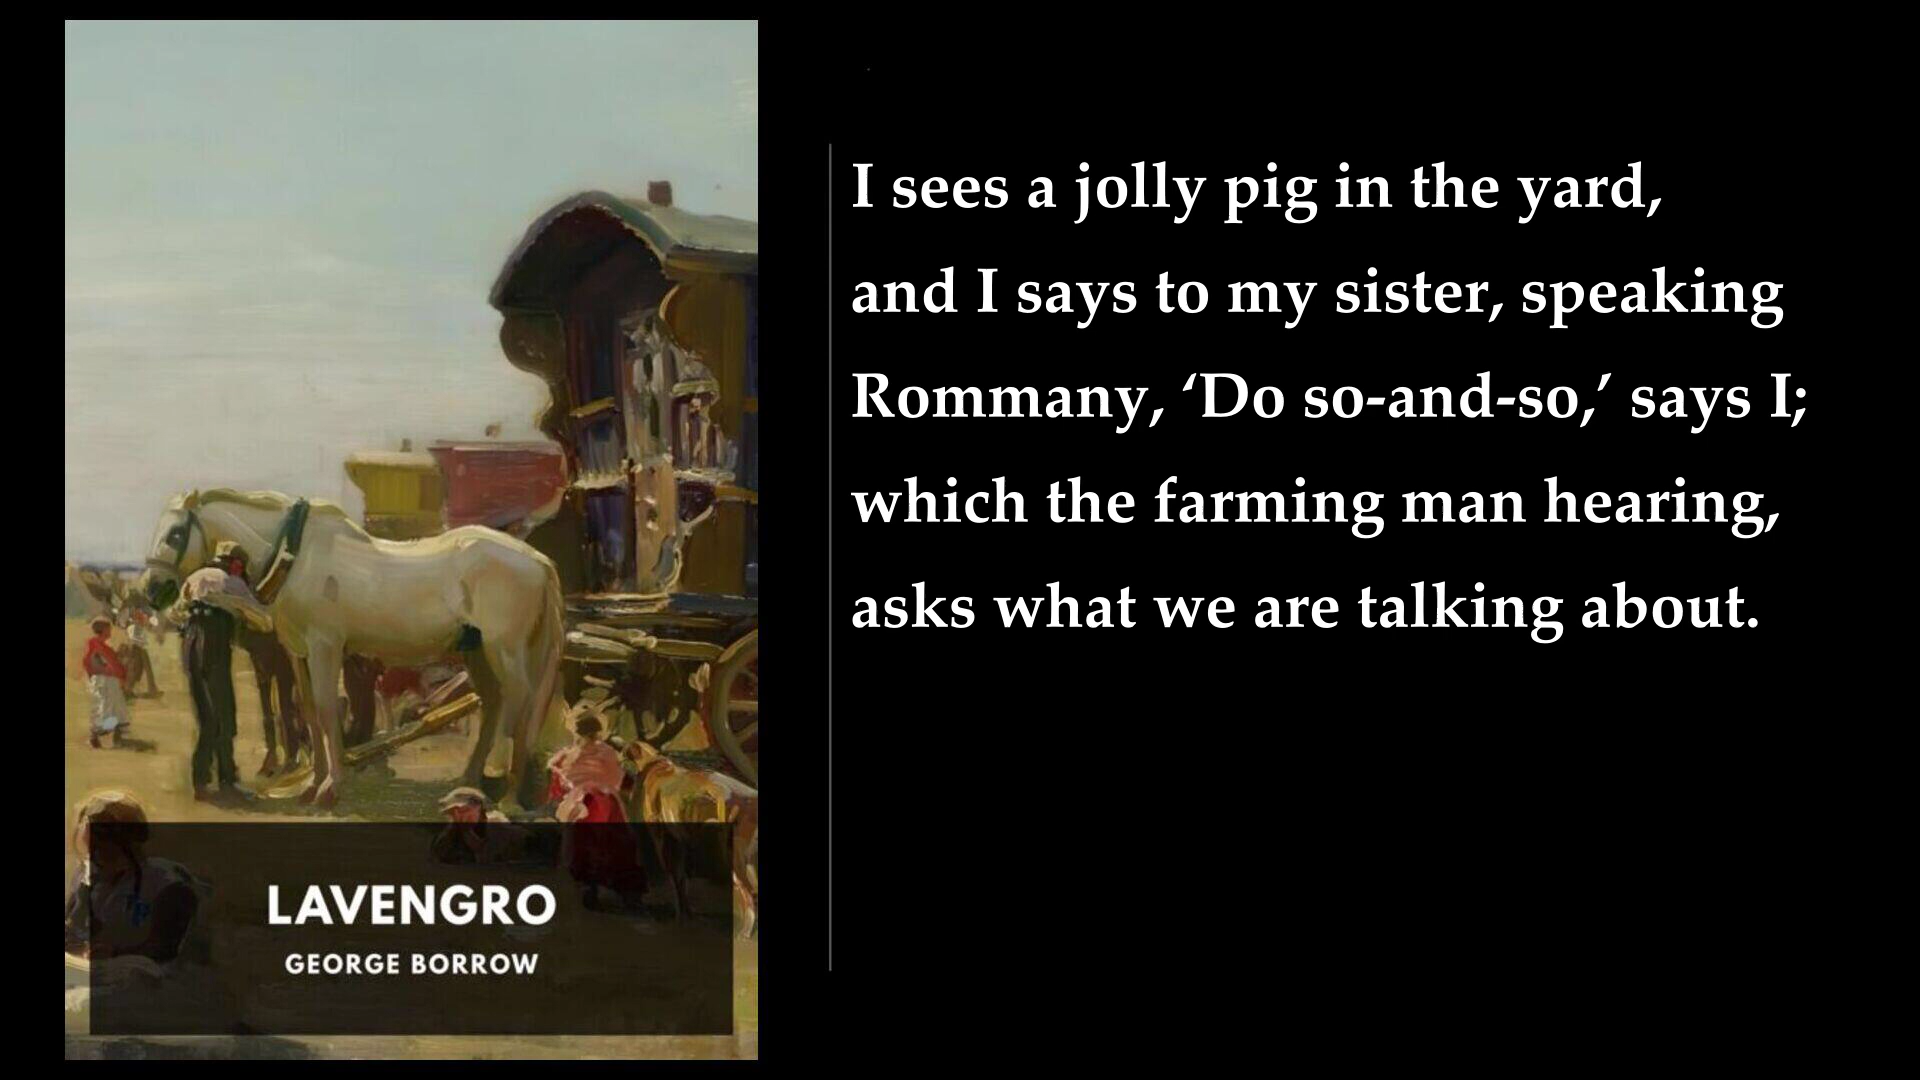 I sees a jolly pig in the yard,
and I says to my sister, speaking
Rommany, ‘Do so-and-so,’ says I;
which the farming man hearing,
asks what we are talking about.
LAVENGRO
GEORGE BORROW